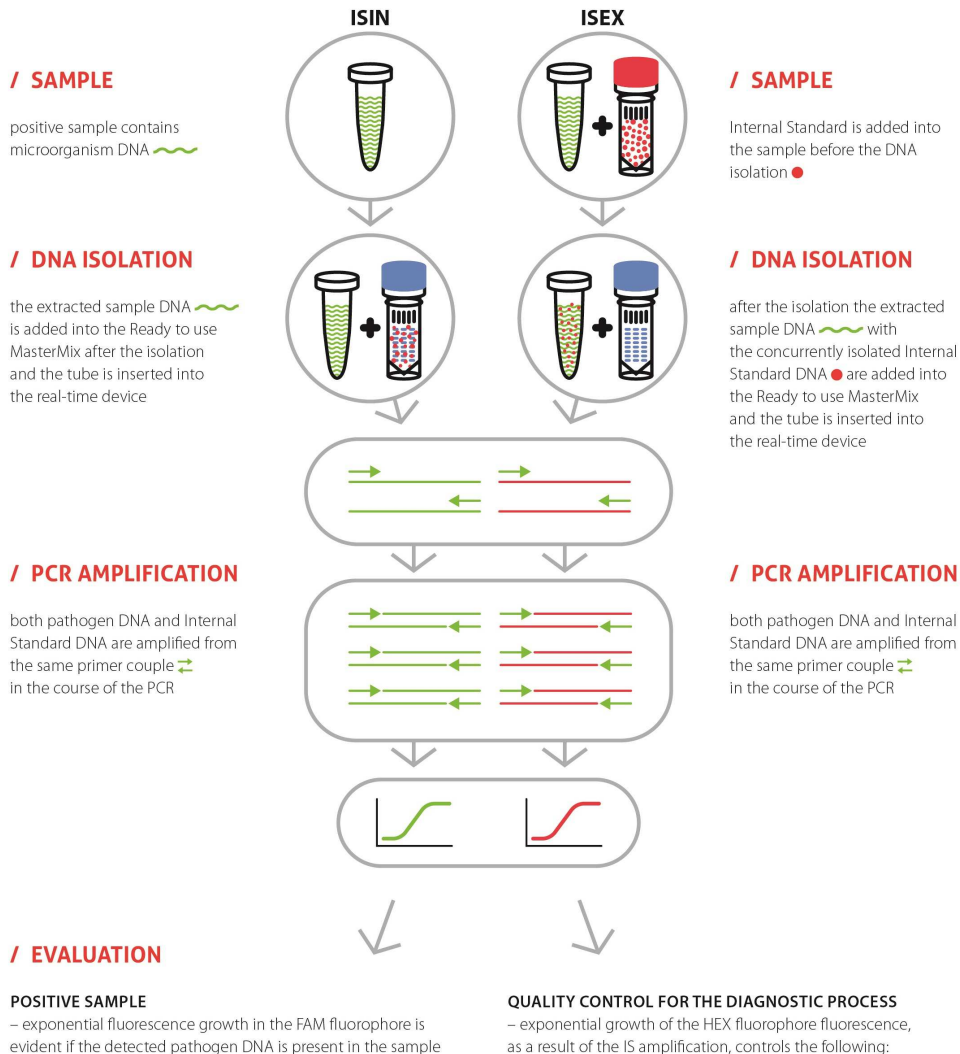 ISIN
ISEX
/ SAMPLE
positive sample contains
microorganism DNA
/ SAMPLE
Internal Standard is added into
the sample before the DNA
isolation
/ DNA ISOLATION
the extracted sample DNA
is added into the Ready to use
MasterMix after the isolation
and the tube is inserted into
the real-time device
/ DNA ISOLATION
after the isolation the extracted
sample DNA with
the concurrently isolated Internal
Standard DNA are added into
the Ready to use MasterMix
and the tube is inserted into
the real-time device
/ PCR AMPLIFICATION
both pathogen DNA and Internal
Standard DNA are amplified from
the same primer couple
in the course of the PCR
/ PCR AMPLIFICATION
both pathogen DNA and Internal
Standard DNA are amplified from
the same primer couple
in the course of the PCR
/ EVALUATION
POSITIVE SAMPLE
– exponential fluorescence growth in the FAM fluorophore is
evident if the detected pathogen DNA is present in the sample
QUALITY CONTROL FOR THE DIAGNOSTIC PROCESS
– exponential growth of the HEX fluorophore fluorescence,
as a result of the IS amplification, controls the following: